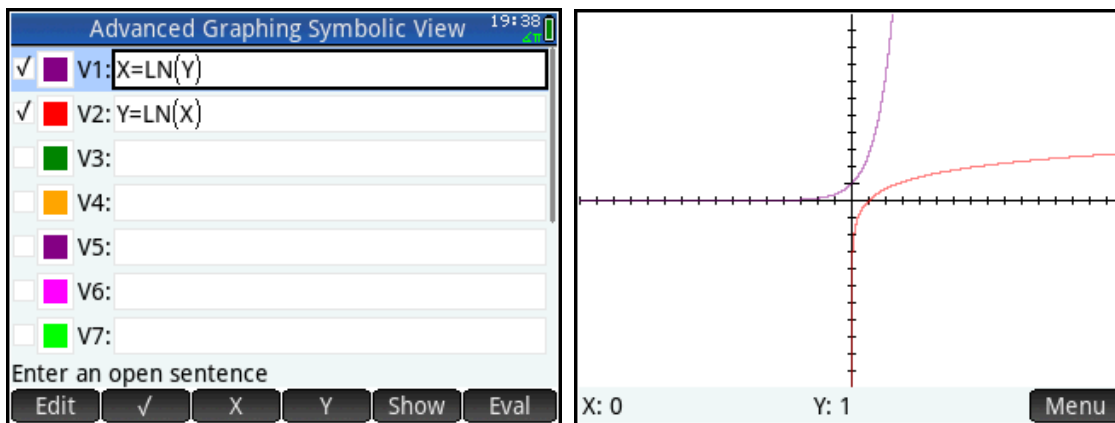 Advanced Graphing Symbolic View 19:38
∡π
√ V1: X=LN(Y)
√ V2: Y=LN(X)
V3:
V4:
V5:
V6:
V7:
Enter an open sentence
Edit √ X Y Show Eval
X: 0 Y: 1 Menu